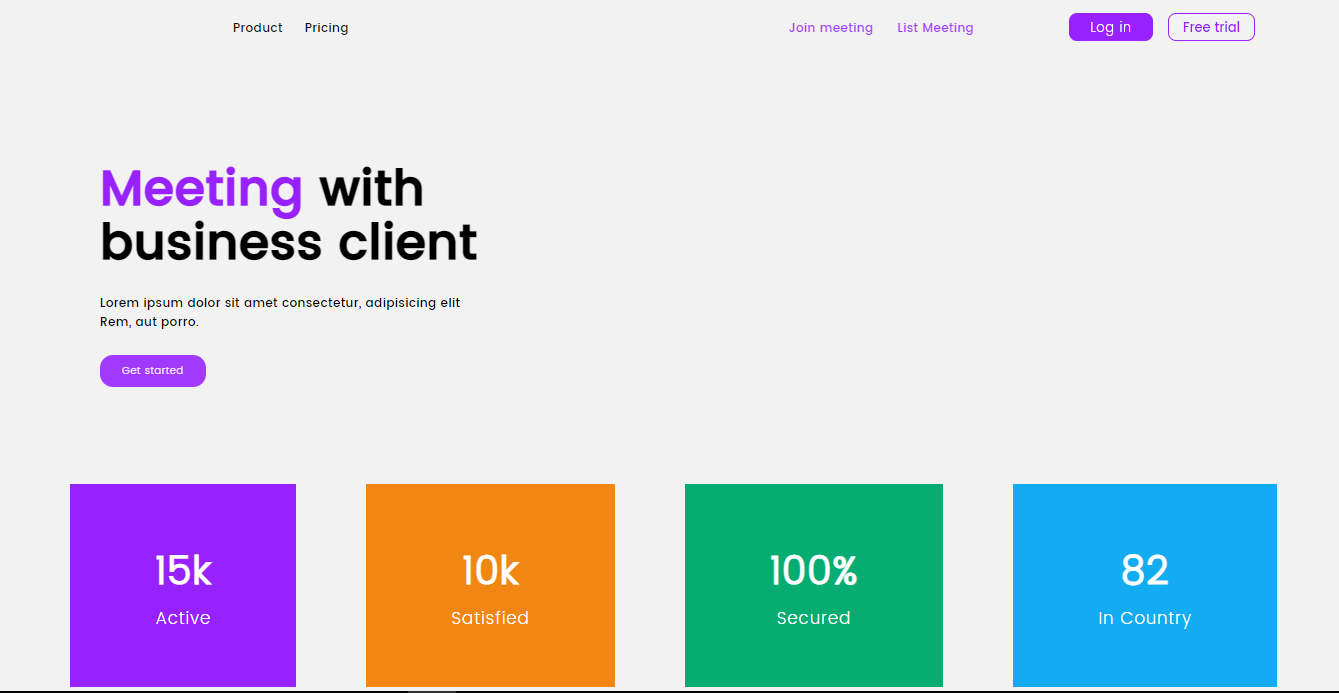 Product Pricing Join meeting List Meeting Log in Free trial
Meeting with
business client
Lorem ipsum dolor sit amet consectetur, adipisicing elit
Rem, aut porro.
Get started
15k 10k 100% 82
Active Satisfied Secured In Country